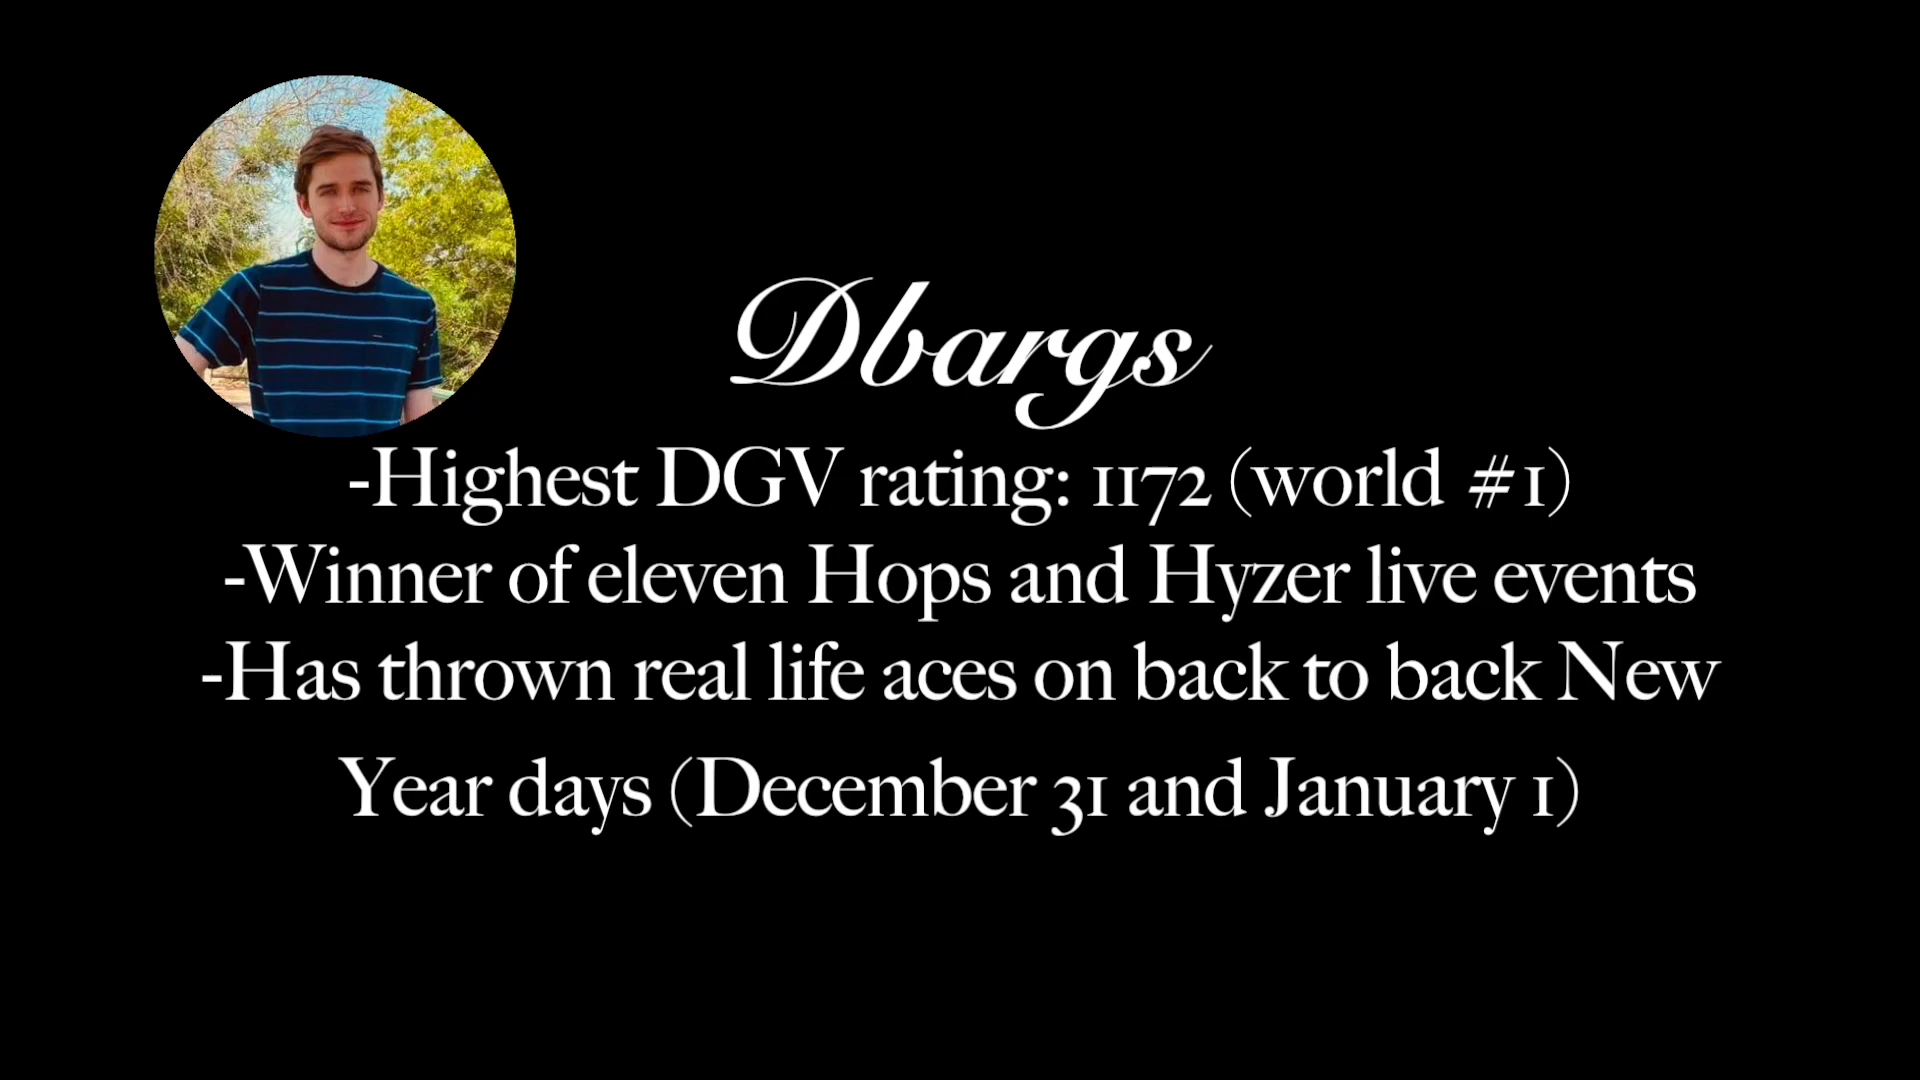 Dbargs
-Highest DGV rating: 1172 (world #1)
-Winner of eleven Hops and Hyzer live events
-Has thrown real life aces on back to back New
Year days (December 31 and January 1)